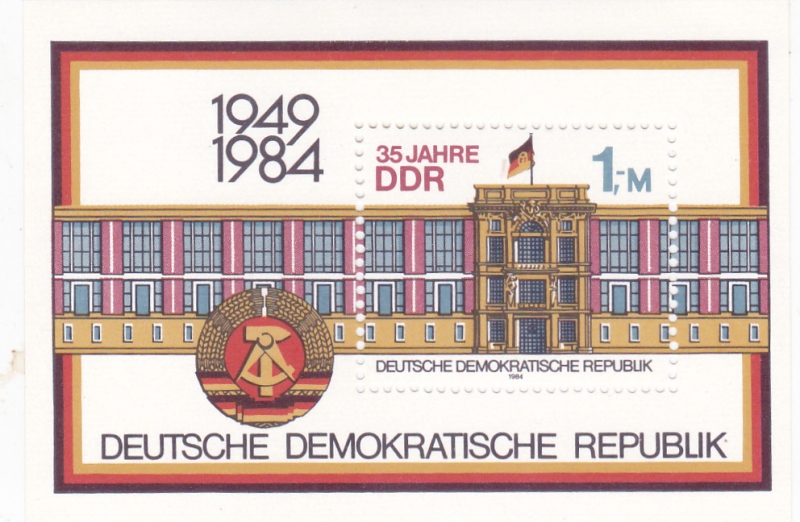 1949
1984
35 JAHRE
DDR
1,-M
DEUTSCHE DEMOKRATISCHE REPUBLIK
1984
DEUTSCHE DEMOKRATISCHE REPUBLIK